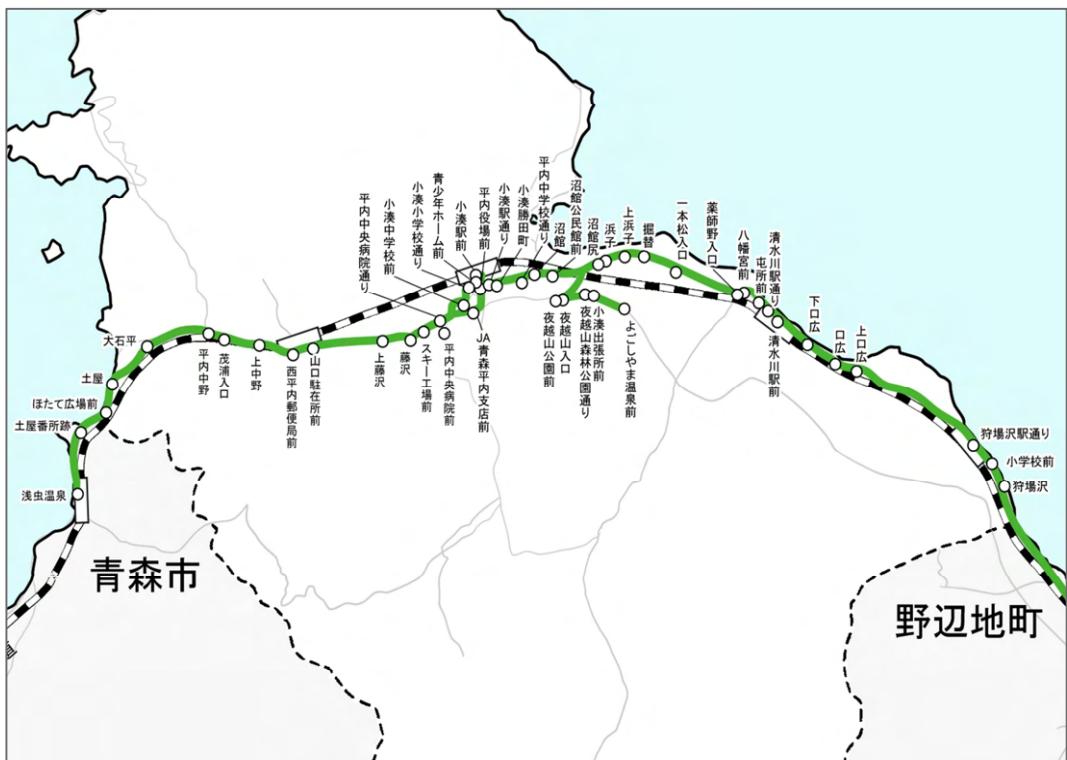 浅虫温泉
土屋番所跡
ほたて広場前
土屋
大石平
平内中野
茂浦入口
上中野
西平内郵便局前
山口駐在所前
上藤沢
藤沢
スキー工場前
平内中央病院前
平内中央病院通り
小湊中学校前
小湊小学校通り
青少年ホーム前
小湊駅前
平内役場前
小湊駅通り
小湊勝田町
平内中学校通り
JA青森平内支店前
沼館
沼館公民館前
沼館尻
浜子
上浜子
掘替
夜越山公園前
夜越山入口
夜越山森林公園通り
小湊出張所前
よごしやま温泉前
一本松入口
薬師野入口
八幡宮前
屯所前
清水川駅通り
清水川駅前
下口広
口広
上口広
狩場沢駅通り
小学校前
狩場沢
青森市
野辺地町